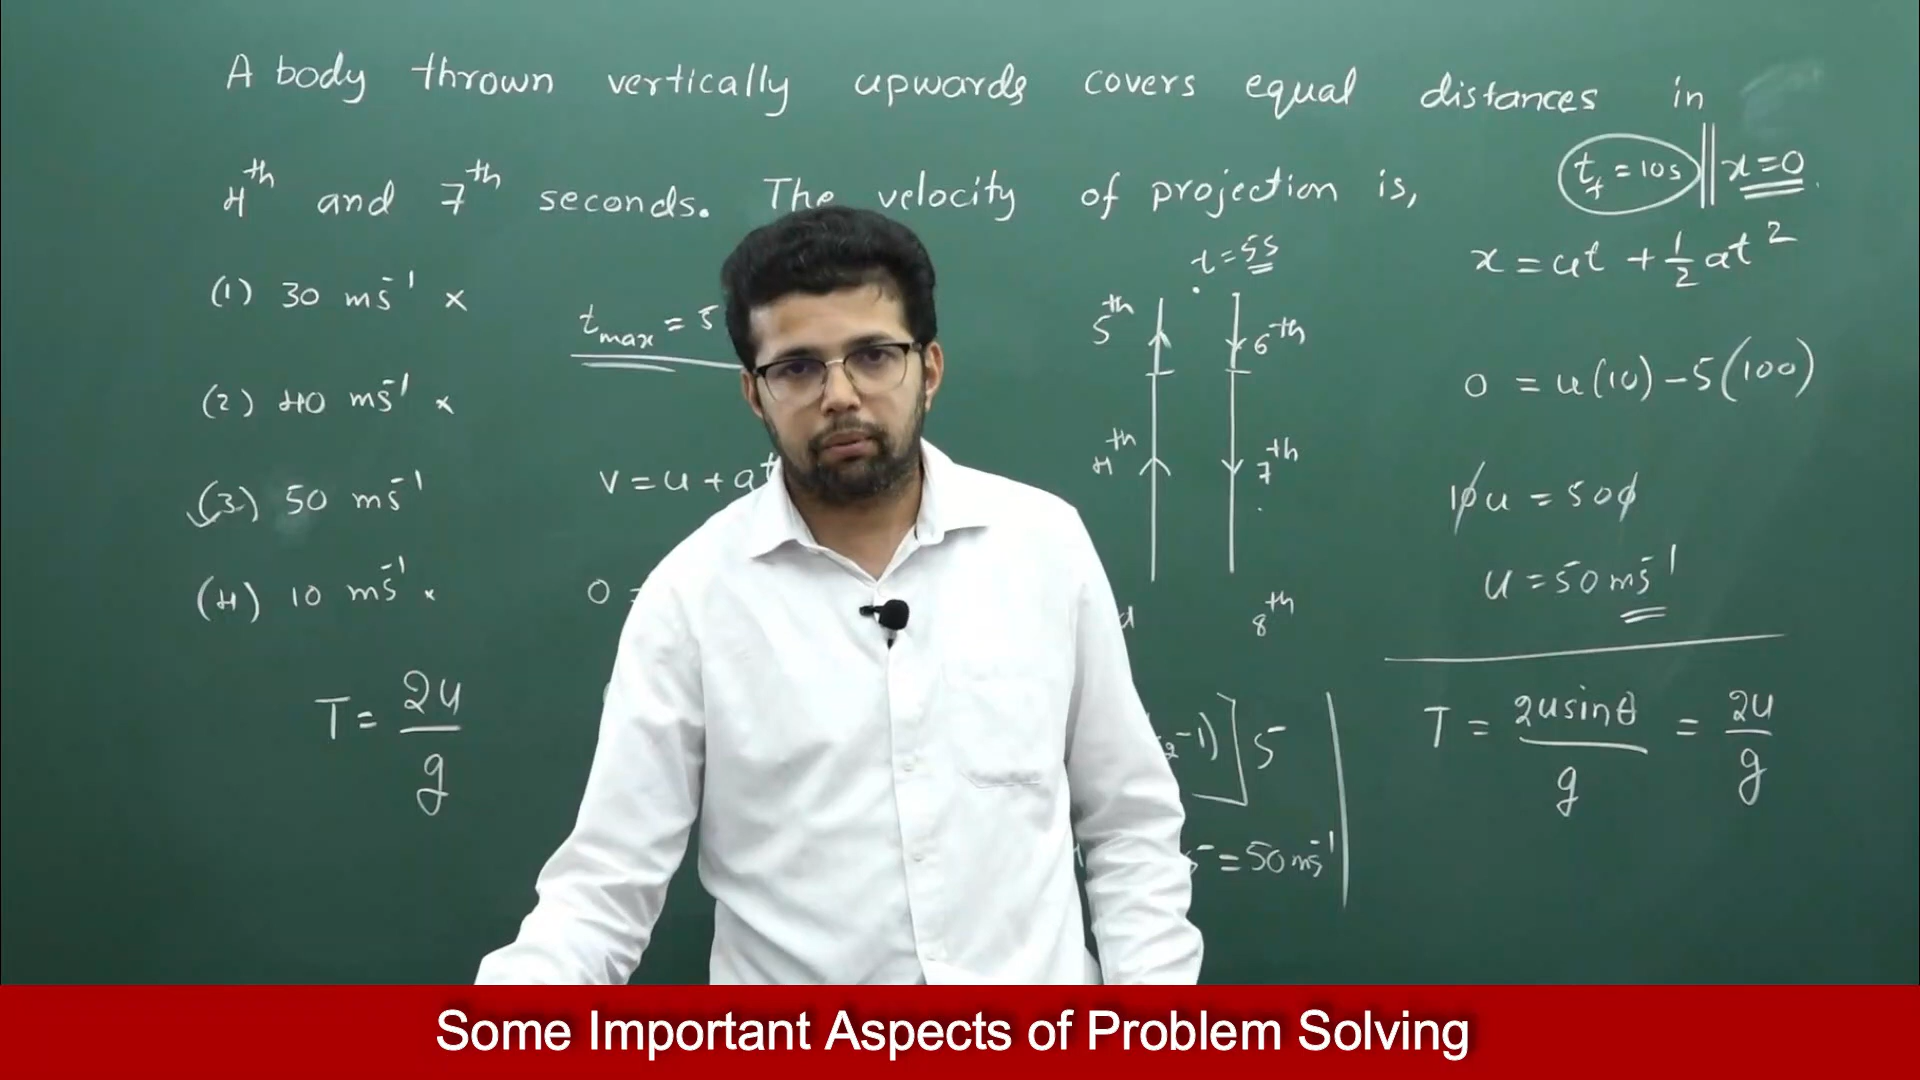 A body thrown vertically upwards covers equal distances in
4th and 7th seconds. The velocity of projection is,
(1) 30 ms⁻¹ ×
(2) 40 ms⁻¹ ×
(3) 50 ms⁻¹
(4) 10 ms⁻¹ ×
T = 2u/g
t_max = 5
v = u + at
0 =
t = 5s
5th
6th
4th
7th
8th
-1)] 5
= 50 ms⁻¹
t_f = 10s
x = 0
x = ut + 1/2 at²
0 = u(10) - 5(100)
10u = 500
u = 50 ms⁻¹
T = 2usinθ/g = 2u/g
Some Important Aspects of Problem Solving